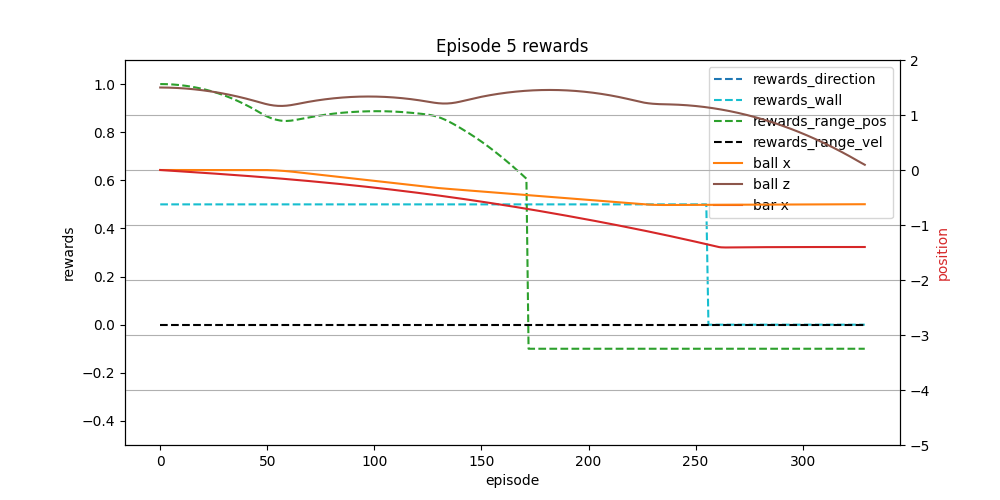 Episode 5 rewards
rewards_direction
rewards_wall
rewards_range_pos
rewards_range_vel
ball x
ball z
bar x
1.0
0.8
0.6
0.4
0.2
0.0
−0.2
−0.4
rewards
2
1
0
−1
−2
−3
−4
−5
position
0 50 100 150 200 250 300
episode